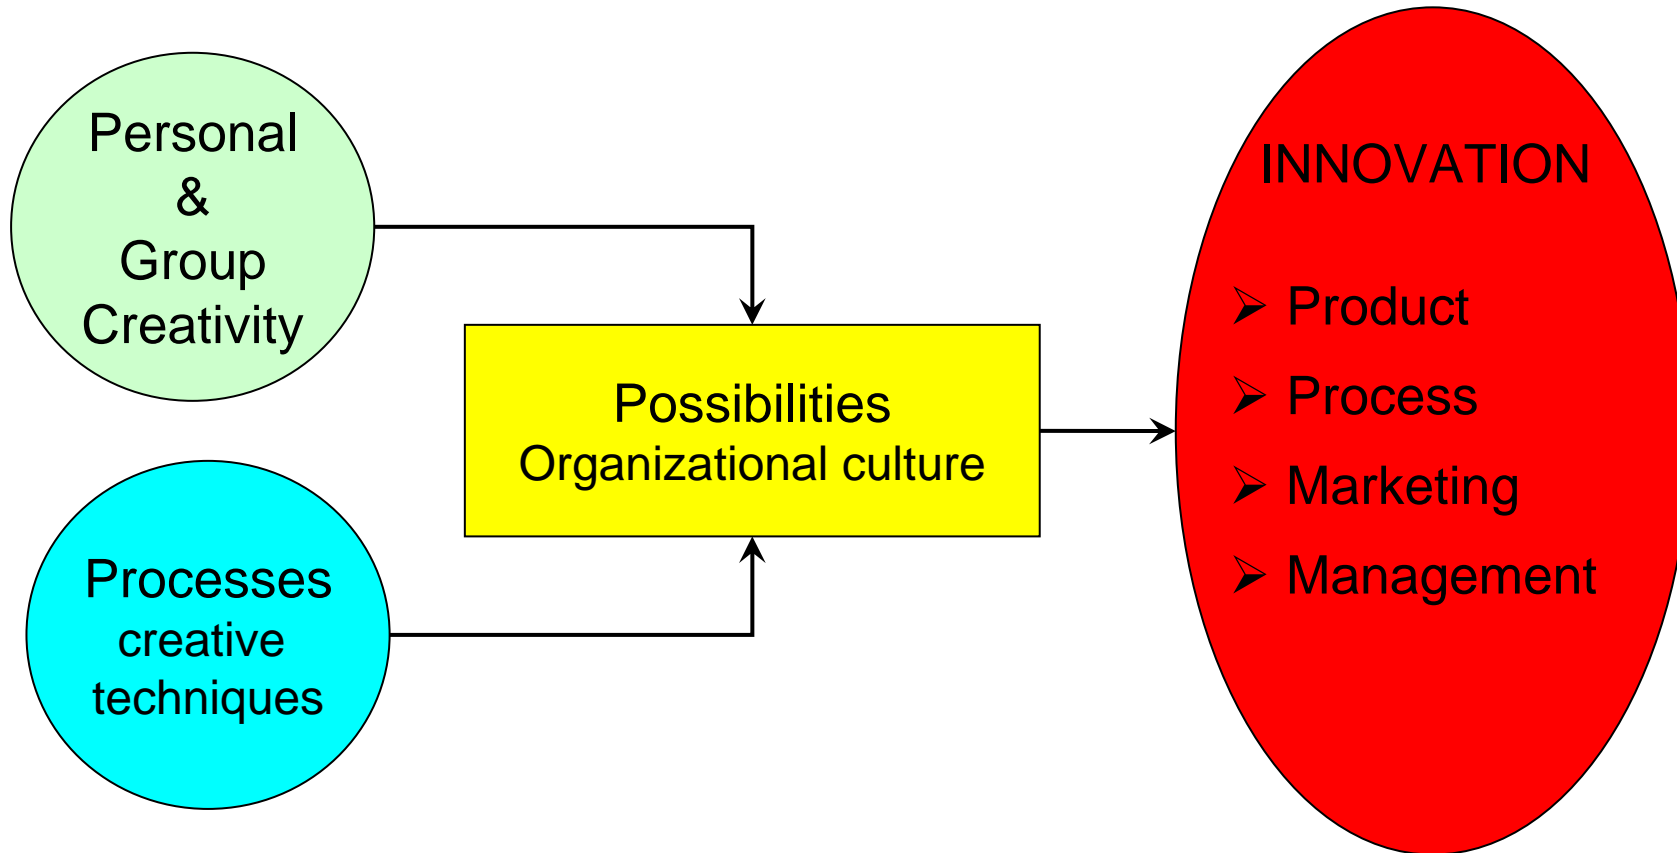 Personal
&
Group
Creativity
Processes
creative
techniques
Possibilities
Organizational culture
INNOVATION
➢ Product
➢ Process
➢ Marketing
➢ Management